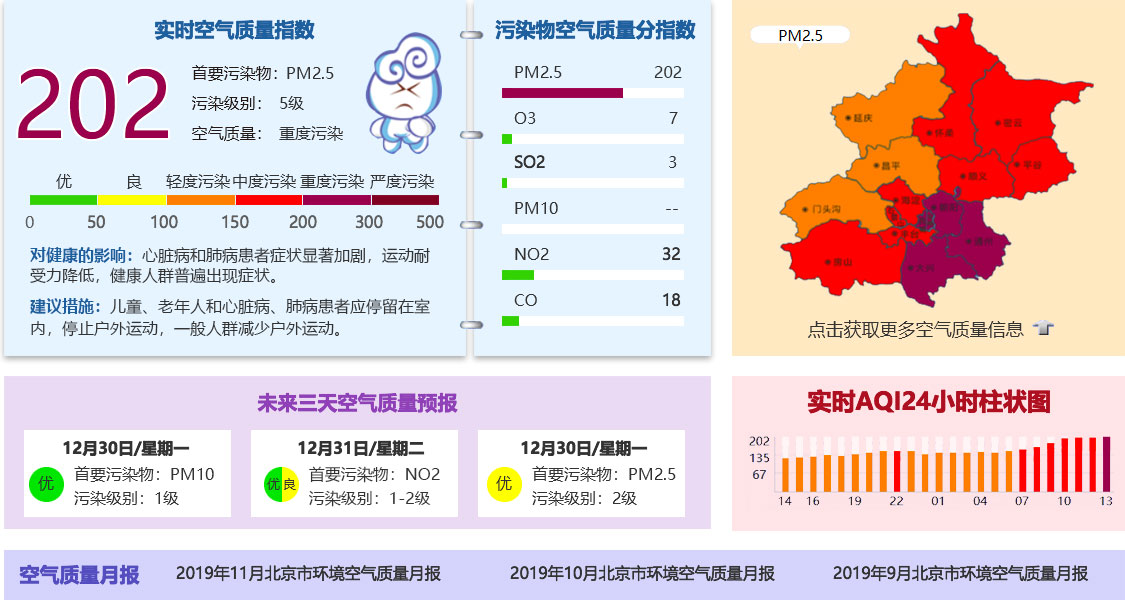 实时空气质量指数
202
首要污染物：PM2.5
污染级别： 5级
空气质量： 重度污染
优 良 轻度污染 中度污染 重度污染 严度污染
0 50 100 150 200 300 500
对健康的影响：心脏病和肺病患者症状显著加剧，运动耐
受力降低，健康人群普遍出现症状。
建议措施：儿童、老年人和心脏病、肺病患者应停留在室
内，停止户外运动，一般人群减少户外运动。
污染物空气质量分指数
PM2.5 202
O3 7
SO2 3
PM10 --
NO2 32
CO 18
PM2.5
延庆
怀柔
密云
昌平
平谷
顺义
门头沟
海淀
朝阳
通州
丰台
房山
大兴
点击获取更多空气质量信息
未来三天空气质量预报
12月30日/星期一
优
首要污染物：PM10
污染级别：1级
12月31日/星期二
优 良
首要污染物：NO2
污染级别：1-2级
12月30日/星期一
优
首要污染物：PM2.5
污染级别：2级
实时AQI24小时柱状图
202
135
67
14 16 19 22 01 04 07 10 13
空气质量月报
2019年11月北京市环境空气质量月报
2019年10月北京市环境空气质量月报
2019年9月北京市环境空气质量月报